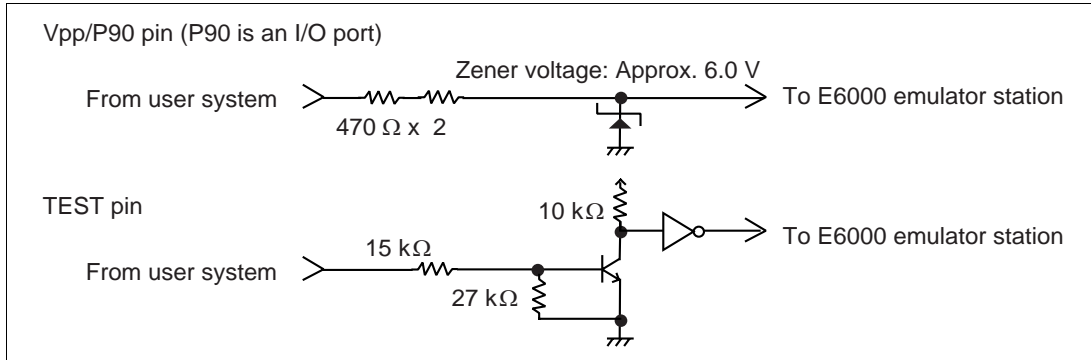 Vpp/P90 pin (P90 is an I/O port)
Zener voltage: Approx. 6.0 V
From user system
To E6000 emulator station
470 Ω x 2
TEST pin
10 kΩ
To E6000 emulator station
15 kΩ
From user system
27 kΩ